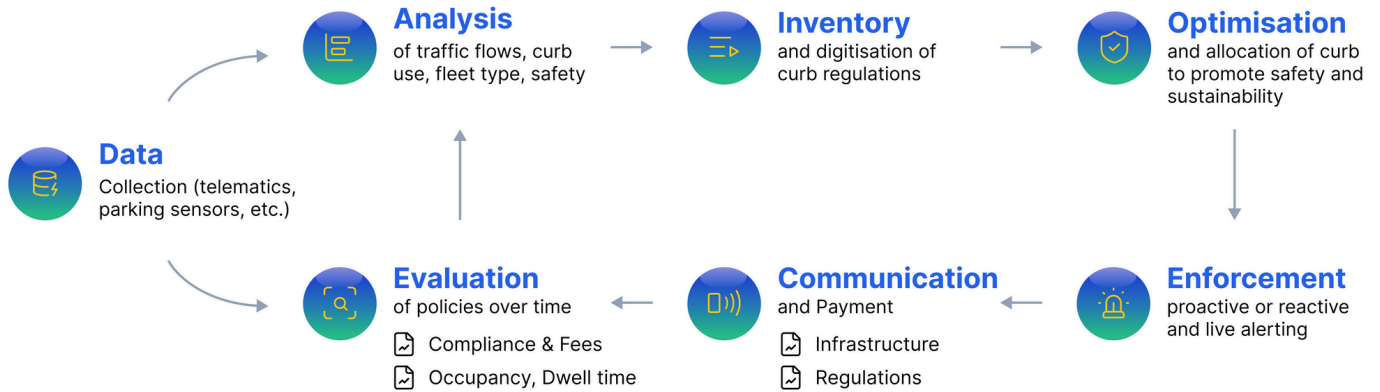 Analysis
of traffic flows, curb
use, fleet type, safety
Inventory
and digitisation of
curb regulations
Optimisation
and allocation of curb
to promote safety and
sustainability
Data
Collection (telematics,
parking sensors, etc.)
Evaluation
of policies over time
Compliance & Fees
Occupancy, Dwell time
Communication
and Payment
Infrastructure
Regulations
Enforcement
proactive or reactive
and live alerting